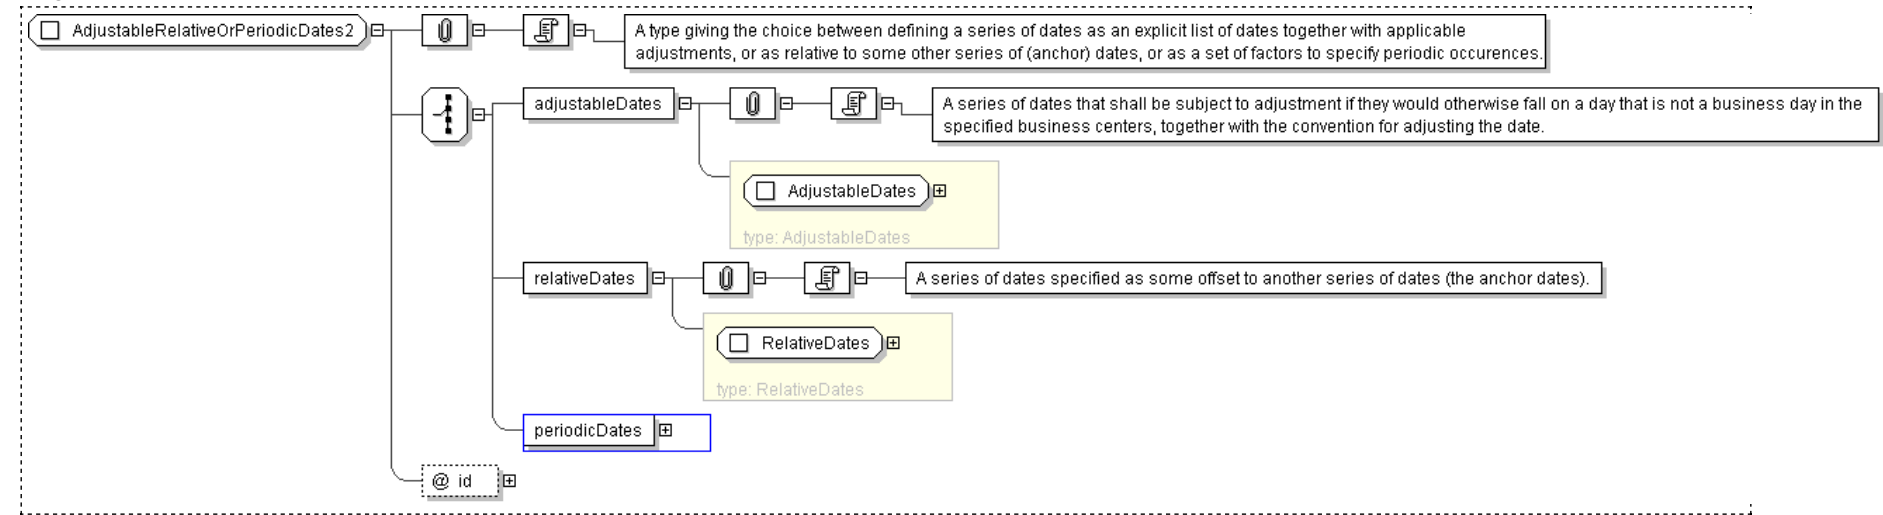 AdjustableRelativeOrPeriodicDates2
A type giving the choice between defining a series of dates as an explicit list of dates together with applicable
adjustments, or as relative to some other series of (anchor) dates, or as a set of factors to specify periodic occurences.
adjustableDates
A series of dates that shall be subject to adjustment if they would otherwise fall on a day that is not a business day in the
specified business centers, together with the convention for adjusting the date.
AdjustableDates
type: AdjustableDates
relativeDates
A series of dates specified as some offset to another series of dates (the anchor dates).
RelativeDates
type: RelativeDates
periodicDates
@ id